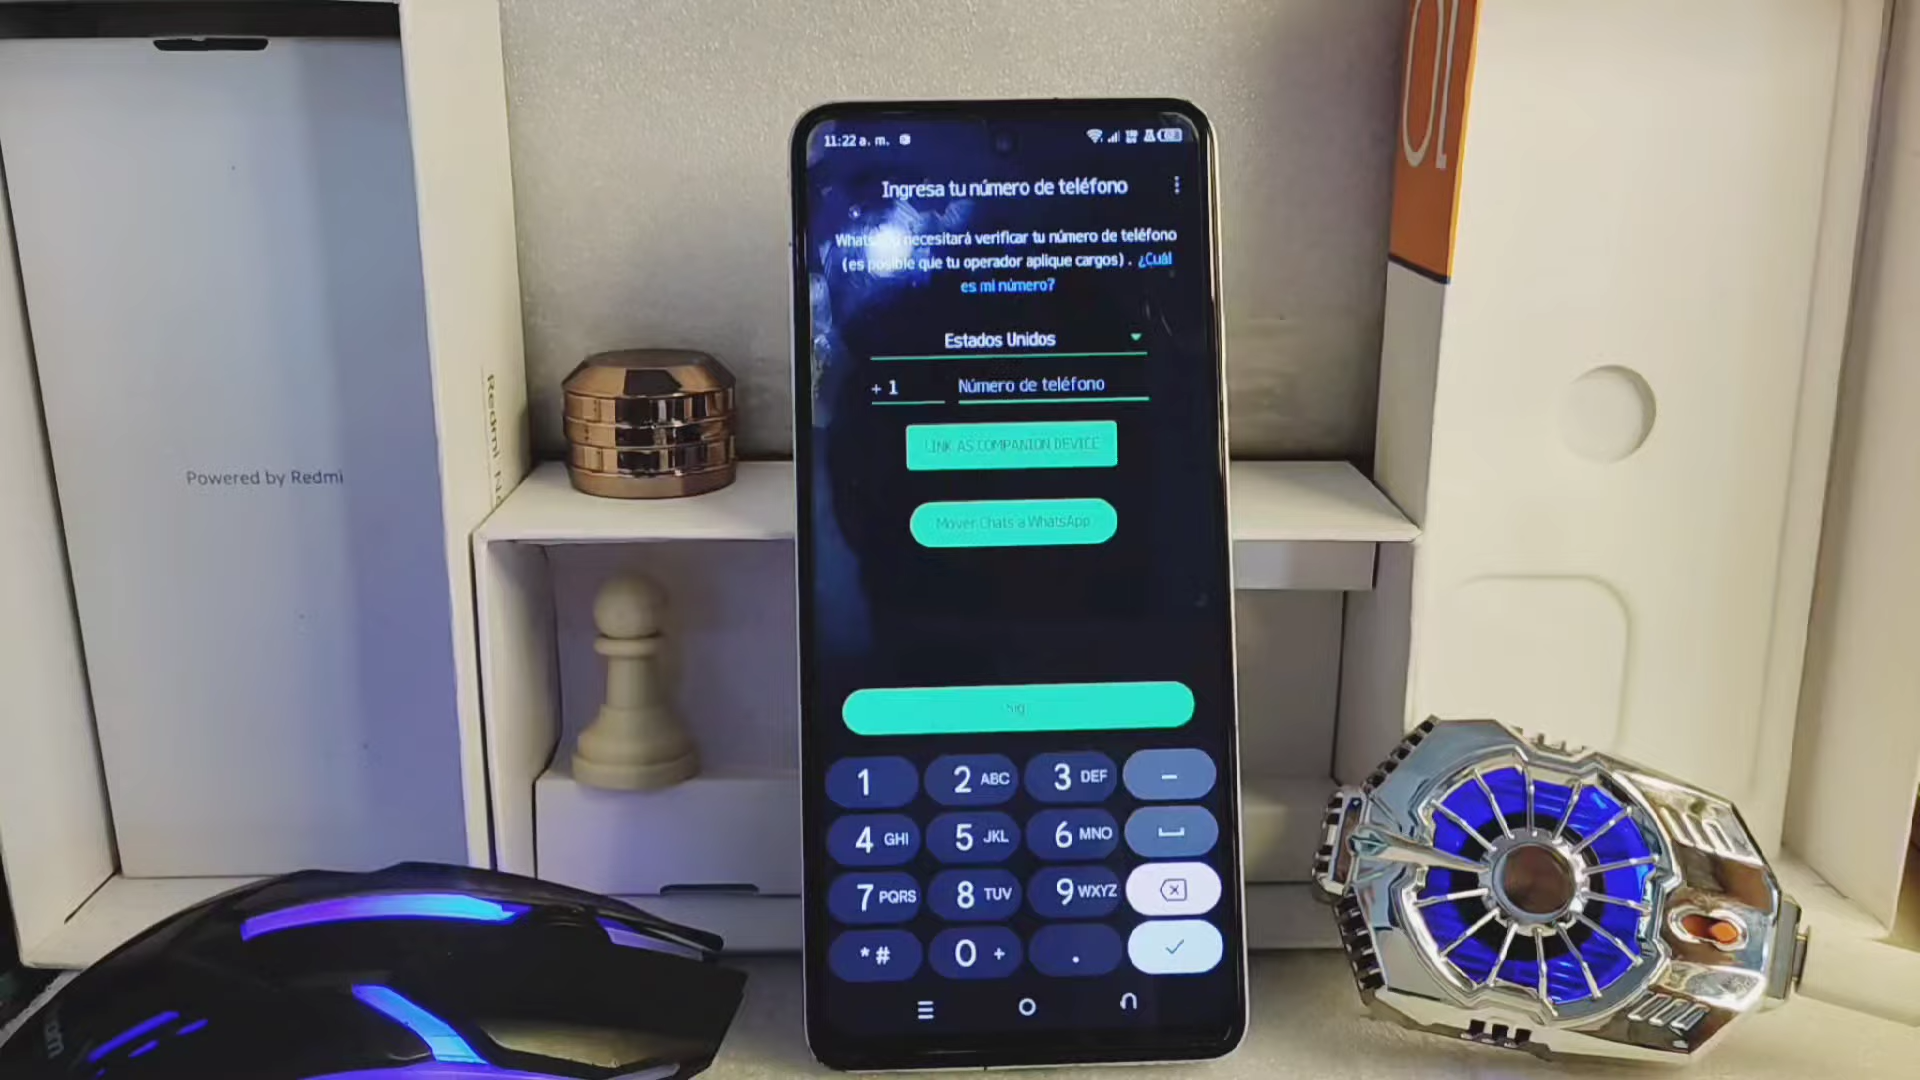 Powered by Redmi
Redmi No
11:22 a. m.
Ingresa tu número de teléfono
necesitará verificar tu número de teléfono
(es posible que tu operador aplique cargos). ¿Cuál
es mi número?
Estados Unidos
+ 1 Número de teléfono
LINK AS COMPANION DEVICE
Mover Chats a WhatsApp
Sig
1 2 ABC 3 DEF −
4 GHI 5 JKL 6 MNO
7 PQRS 8 TUV 9 WXYZ
* # 0 + .